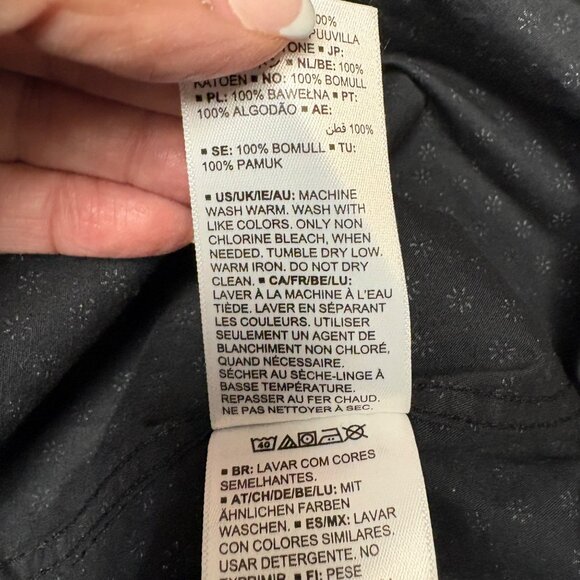 100%
PUUVILLA
TONE ■ JP:
■ NL/BE: 100%
KATOEN ■ NO: 100% BOMULL
■ PL: 100% BAWEŁNA ■ PT:
100% ALGODÃO ■ AE:
100% قطن
■ SE: 100% BOMULL ■ TU:
100% PAMUK
■ US/UK/IE/AU: MACHINE
WASH WARM. WASH WITH
LIKE COLORS. ONLY NON
CHLORINE BLEACH, WHEN
NEEDED. TUMBLE DRY LOW.
WARM IRON. DO NOT DRY
CLEAN. ■ CA/FR/BE/LU:
LAVER À LA MACHINE À L'EAU
TIÈDE. LAVER EN SÉPARANT
LES COULEURS. UTILISER
SEULEMENT UN AGENT DE
BLANCHIMENT NON CHLORÉ,
QUAND NÉCESSAIRE.
SÉCHER AU SÈCHE-LINGE À
BASSE TEMPÉRATURE.
REPASSER AU FER CHAUD.
NE PAS NETTOYER À SEC.
40
■ BR: LAVAR COM CORES
SEMELHANTES.
■ AT/CH/DE/BE/LU: MIT
ÄHNLICHEN FARBEN
WASCHEN. ■ ES/MX: LAVAR
CON COLORES SIMILARES.
USAR DETERGENTE. NO
EXPRIMIR. ■ FI: PESE